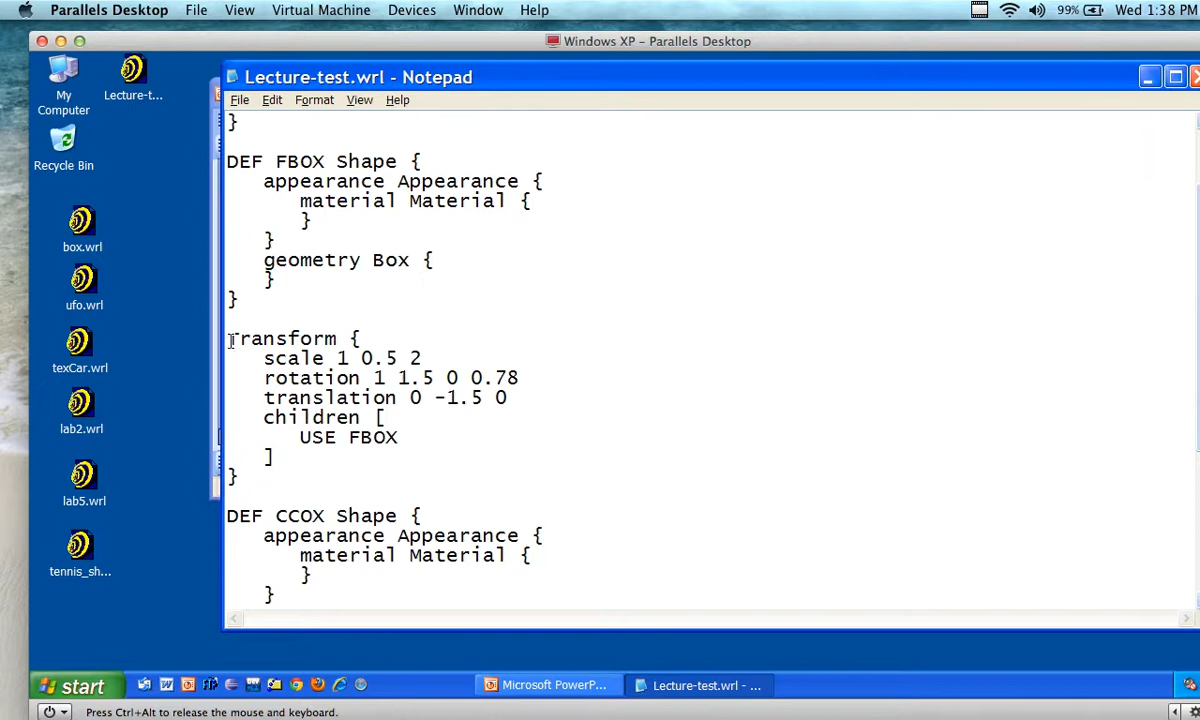 Parallels Desktop File View Virtual Machine Devices Window Help 99% Wed 1:38 PM
Windows XP – Parallels Desktop
My Computer
Lecture-t...
Recycle Bin
box.wrl
ufo.wrl
texCar.wrl
lab2.wrl
lab5.wrl
tennis_sh...
Lecture-test.wrl - Notepad
File Edit Format View Help
}
DEF FBOX Shape {
appearance Appearance {
material Material {
}
}
geometry Box {
}
}
Transform {
scale 1 0.5 2
rotation 1 1.5 0 0.78
translation 0 -1.5 0
children [
USE FBOX
]
}
DEF CCOX Shape {
appearance Appearance {
material Material {
}
}
start Microsoft PowerP... Lecture-test.wrl - ...
Press Ctrl+Alt to release the mouse and keyboard.